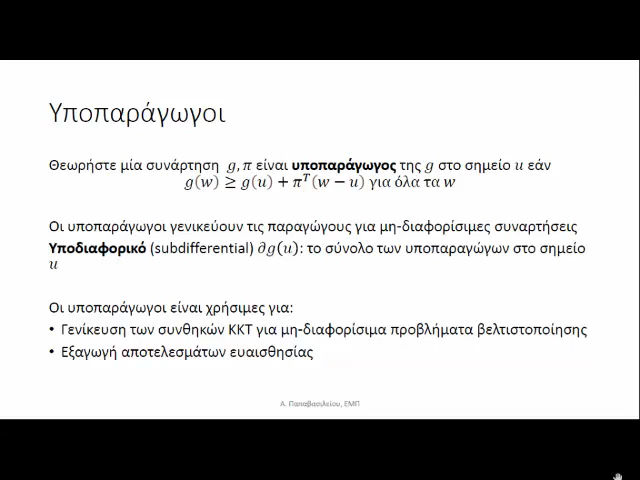 Υποπαράγωγοι
Θεωρήστε μία συνάρτηση g, π είναι υποπαράγωγος της g στο σημείο u εάν
g(w) ≥ g(u) + π^T(w − u) για όλα τα w
Οι υποπαράγωγοι γενικεύουν τις παραγώγους για μη-διαφορίσιμες συναρτήσεις
Υποδιαφορικό (subdifferential) ∂g(u): το σύνολο των υποπαραγώγων στο σημείο
u
Οι υποπαράγωγοι είναι χρήσιμες για:
• Γενίκευση των συνθηκών ΚΚΤ για μη-διαφορίσιμα προβλήματα βελτιστοποίησης
• Εξαγωγή αποτελεσμάτων ευαισθησίας
Α. Παπαβασιλείου, ΕΜΠ